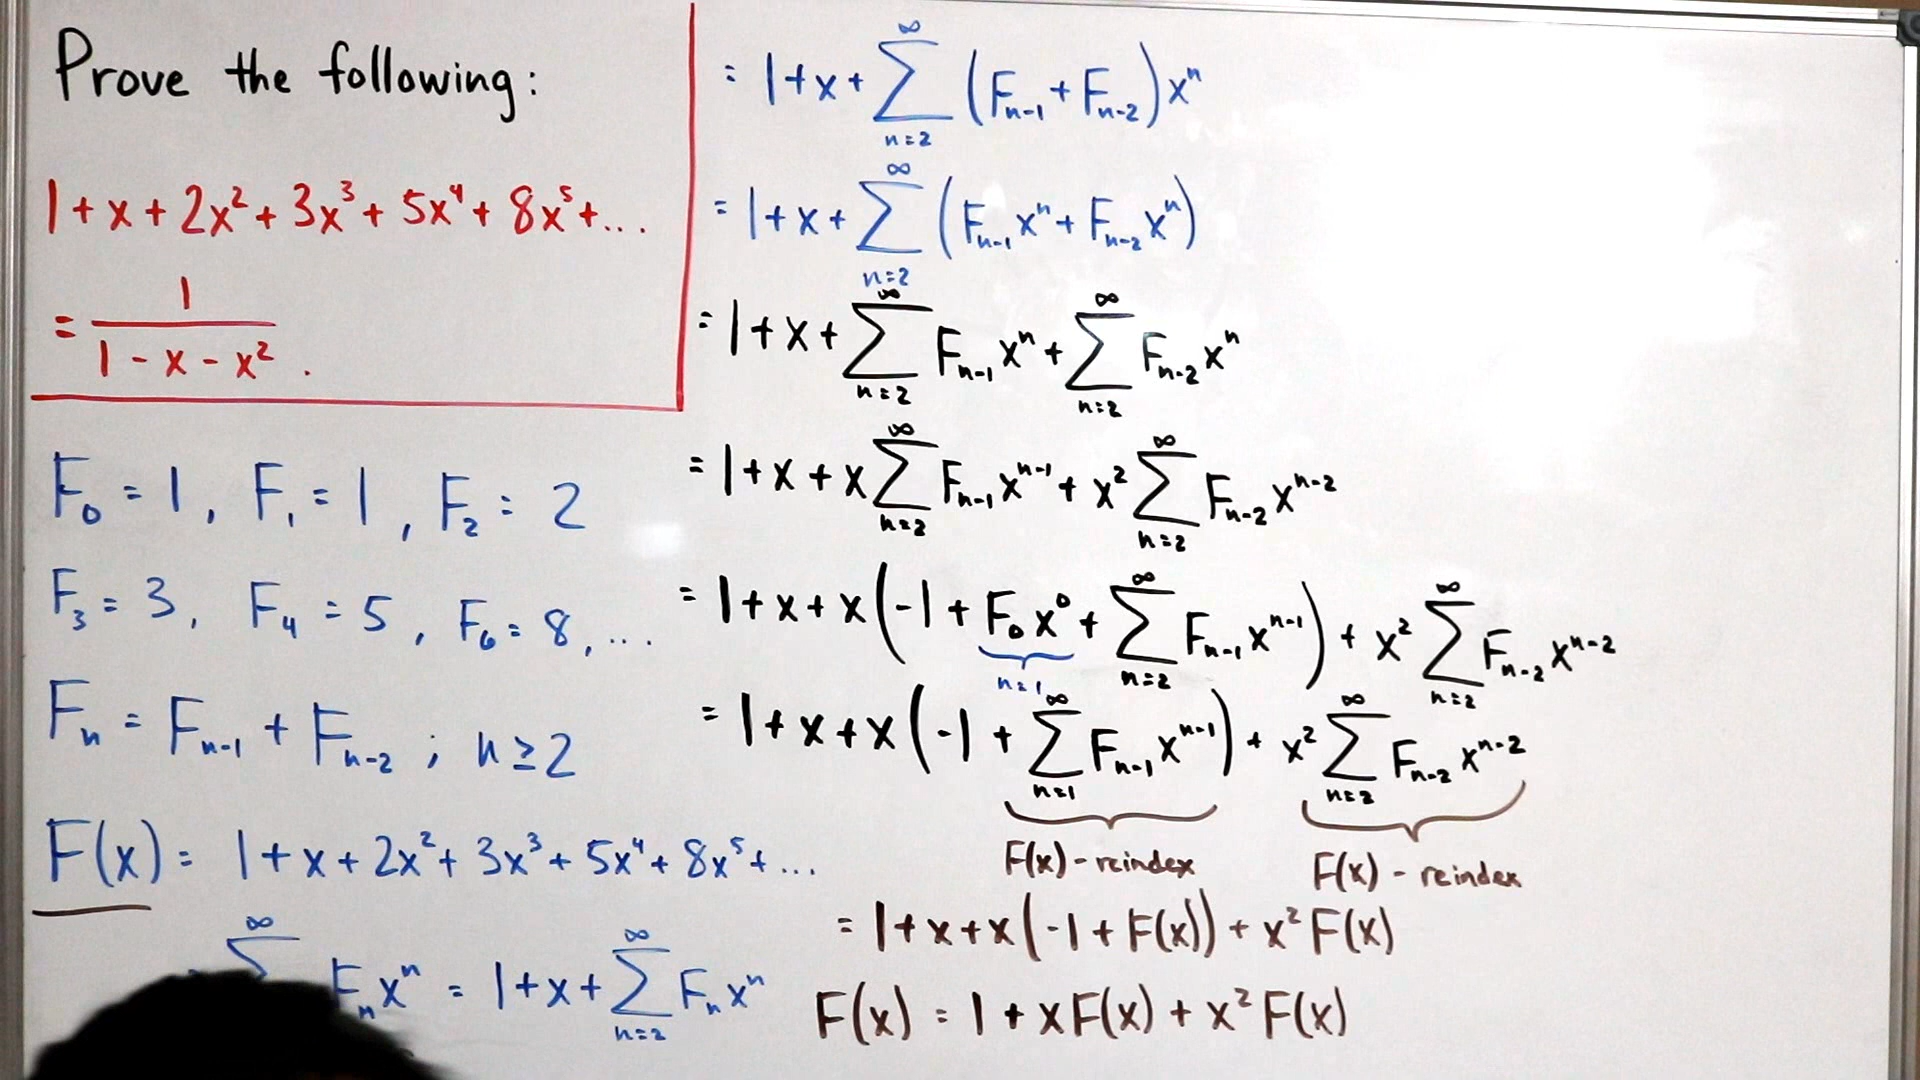 Prove the following:
1 + x + 2x² + 3x³ + 5x⁴ + 8x⁵ + ...
= 1 / (1 - x - x²) .
F₀ = 1, F₁ = 1, F₂ = 2
F₃ = 3, F₄ = 5, F₆ = 8, ...
Fₙ = Fₙ₋₁ + Fₙ₋₂ ; n ≥ 2
F(x) = 1 + x + 2x² + 3x³ + 5x⁴ + 8x⁵ + ...
∑^∞ Fₙxⁿ = 1 + x + ∑_{n=2}^∞ Fₙxⁿ
= 1 + x + ∑_{n=2}^∞ (Fₙ₋₁ + Fₙ₋₂)xⁿ
= 1 + x + ∑_{n=2}^∞ (Fₙ₋₁xⁿ + Fₙ₋₂xⁿ)
= 1 + x + ∑_{n=2}^∞ Fₙ₋₁xⁿ + ∑_{n=2}^∞ Fₙ₋₂xⁿ
= 1 + x + x∑_{n=2}^∞ Fₙ₋₁xⁿ⁻¹ + x²∑_{n=2}^∞ Fₙ₋₂xⁿ⁻²
= 1 + x + x(-1 + F₀x⁰ + ∑_{n=2}^∞ Fₙ₋₁xⁿ⁻¹) + x²∑_{n=2}^∞ Fₙ₋₂xⁿ⁻²
n=1
= 1 + x + x(-1 + ∑_{n=1}^∞ Fₙ₋₁xⁿ⁻¹) + x²∑_{n=2}^∞ Fₙ₋₂xⁿ⁻²
F(x) - reindex F(x) - reindex
= 1 + x + x(-1 + F(x)) + x²F(x)
F(x) = 1 + xF(x) + x²F(x)